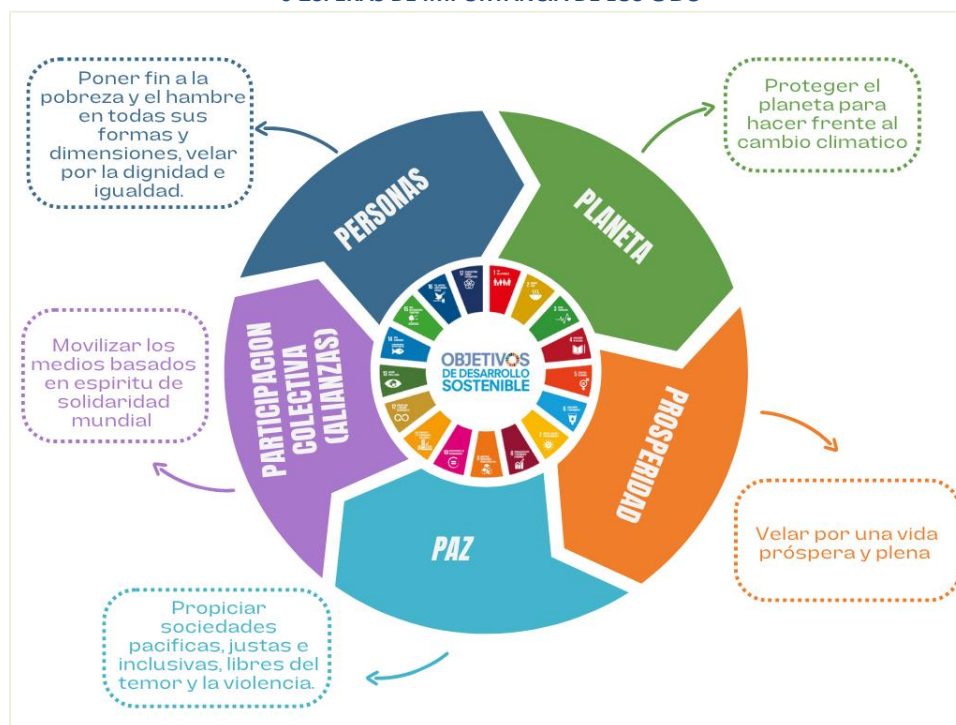 Poner fin a la
pobreza y el hambre
en todas sus
formas y
dimensiones, velar
por la dignidad e
igualdad.
Proteger el
planeta para
hacer frente al
cambio climatico
PERSONAS
PLANETA
Movilizar los
medios basados
en espiritu de
solidaridad
mundial
PARTICIPACION
COLECTIVA
(ALIANZAS)
OBJETIVOS
DE DESARROLLO
SOSTENIBLE
PROSPERIDAD
Velar por una vida
próspera y plena
PAZ
Propiciar
sociedades
pacificas, justas e
inclusivas, libres del
temor y la violencia.